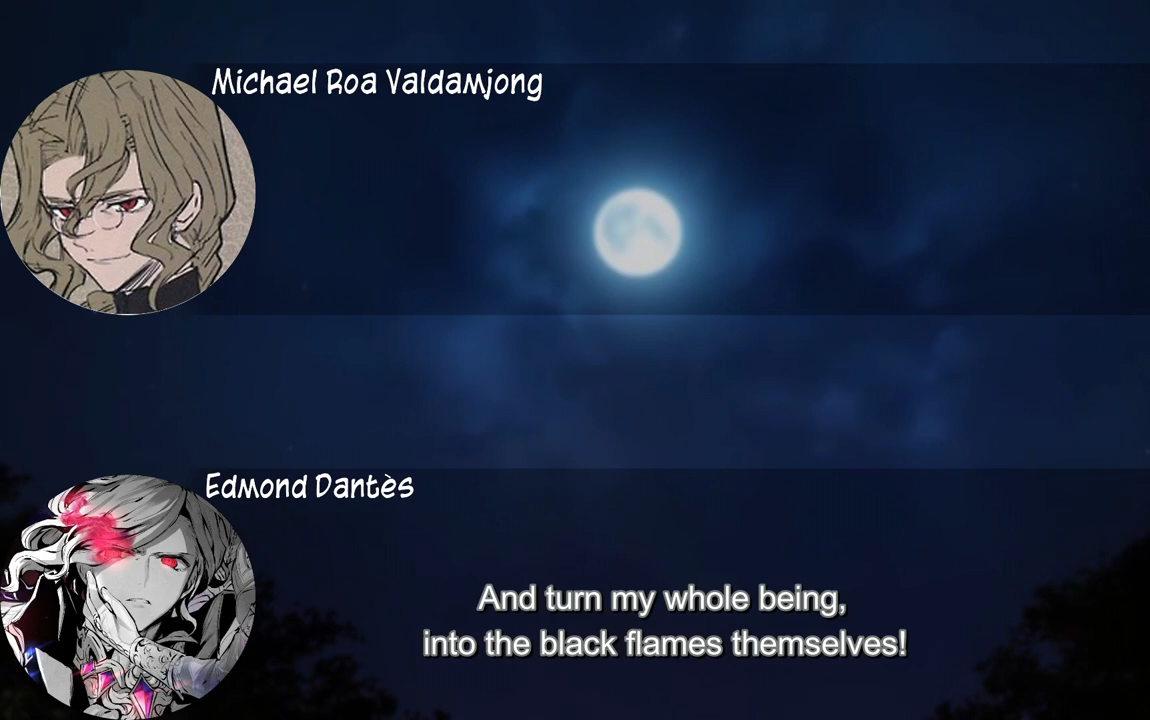 Michael Roa Valdamjong
Edmond Dantès
And turn my whole being,
into the black flames themselves!